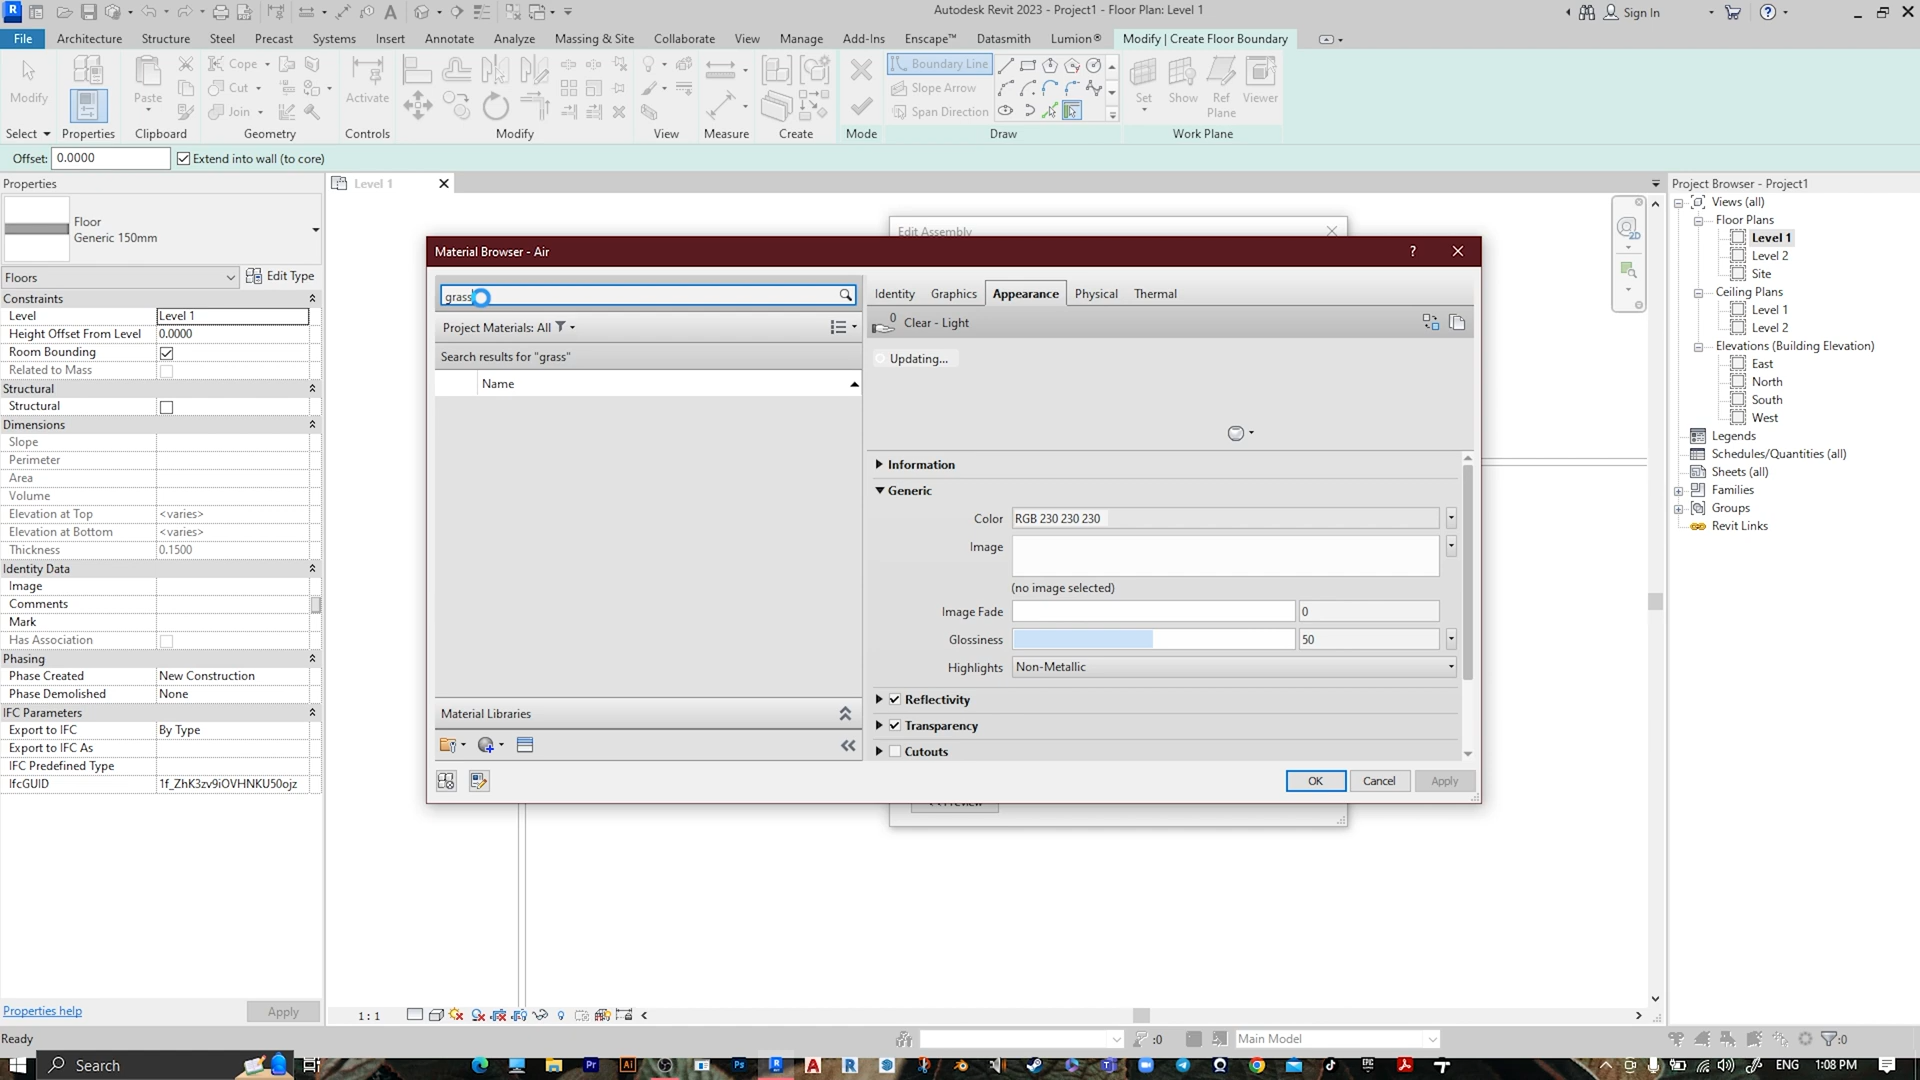 Autodesk Revit 2023 - Project1 - Floor Plan: Level 1
Sign In
File Architecture Structure Steel Precast Systems Insert Annotate Analyze Massing & Site Collaborate View Manage Add-Ins Enscape™ Datasmith Lumion® Modify | Create Floor Boundary
Modify
Paste
Cope
Cut
Join
Activate
Boundary Line
Slope Arrow
Span Direction
Set
Show
Ref Plane
Viewer
Select Properties Clipboard Geometry Controls Modify View Measure Create Mode Draw Work Plane
Offset: 0.0000 Extend into wall (to core)
Properties
Floor
Generic 150mm
Floors Edit Type
Constraints
Level Level 1
Height Offset From Level 0.0000
Room Bounding
Related to Mass
Structural
Structural
Dimensions
Slope
Perimeter
Area
Volume
Elevation at Top <varies>
Elevation at Bottom <varies>
Thickness 0.1500
Identity Data
Image
Comments
Mark
Has Association
Phasing
Phase Created New Construction
Phase Demolished None
IFC Parameters
Export to IFC By Type
Export to IFC As
IFC Predefined Type
IfcGUID 1f_ZhK3zv9iOVHNKU50ojz
Properties help Apply
Level 1
Edit Assembly
Material Browser - Air
?
grass
Project Materials: All
Search results for "grass"
Name
Material Libraries
Identity Graphics Appearance Physical Thermal
0 Clear - Light
Updating...
Information
Generic
Color RGB 230 230 230
Image
(no image selected)
Image Fade 0
Glossiness 50
Highlights Non-Metallic
Reflectivity
Transparency
Cutouts
OK Cancel Apply
<< Preview
2D
Project Browser - Project1
Views (all)
Floor Plans
Level 1
Level 2
Site
Ceiling Plans
Level 1
Level 2
Elevations (Building Elevation)
East
North
South
West
Legends
Schedules/Quantities (all)
Sheets (all)
Families
Groups
Revit Links
1 : 1
Ready
:0
Main Model
:0
Search
ENG 1:08 PM